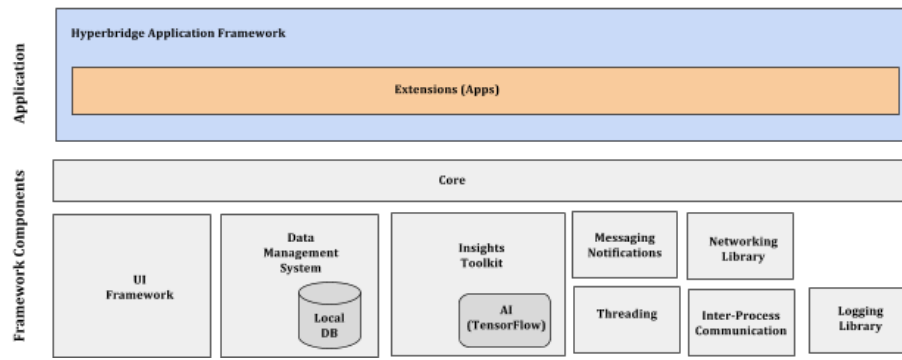 Application
Hyperbridge Application Framework
Extensions (Apps)
Framework Components
Core
UI
Framework
Data
Management
System
Local
DB
Insights
Toolkit
AI
(TensorFlow)
Messaging
Notifications
Networking
Library
Threading
Inter-Process
Communication
Logging
Library